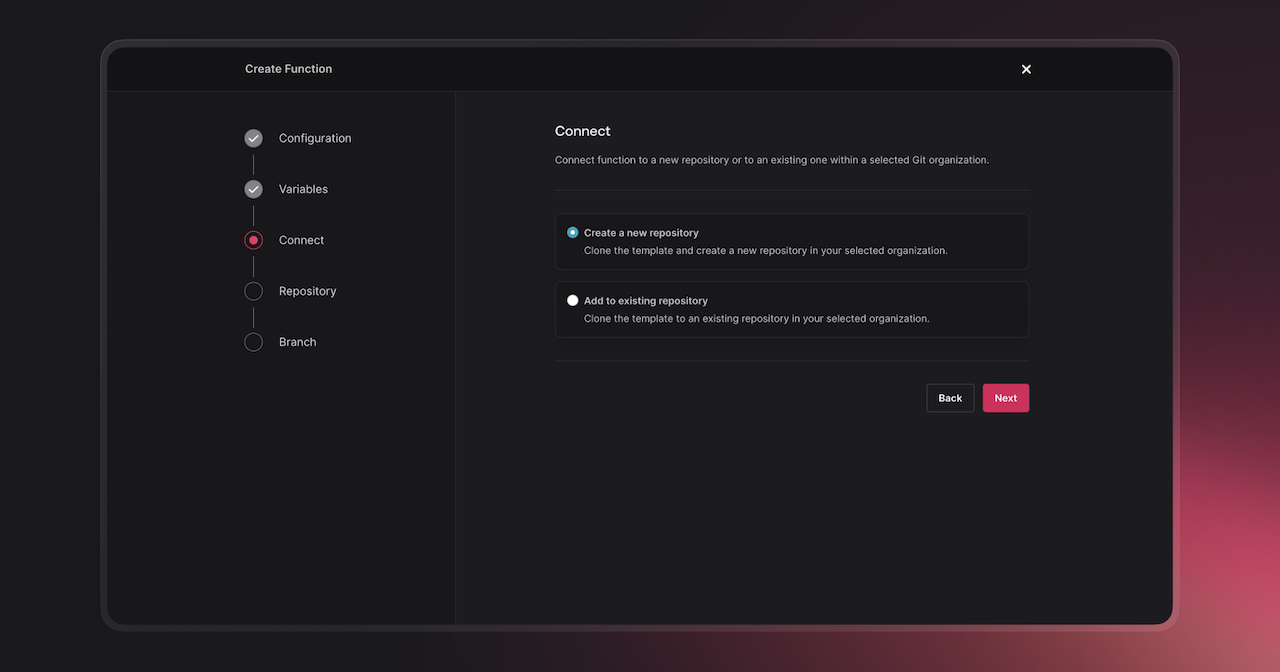 Create Function
Configuration
Variables
Connect
Repository
Branch
Connect
Connect function to a new repository or to an existing one within a selected Git organization.
Create a new repository
Clone the template and create a new repository in your selected organization.
Add to existing repository
Clone the template to an existing repository in your selected organization.
Back
Next